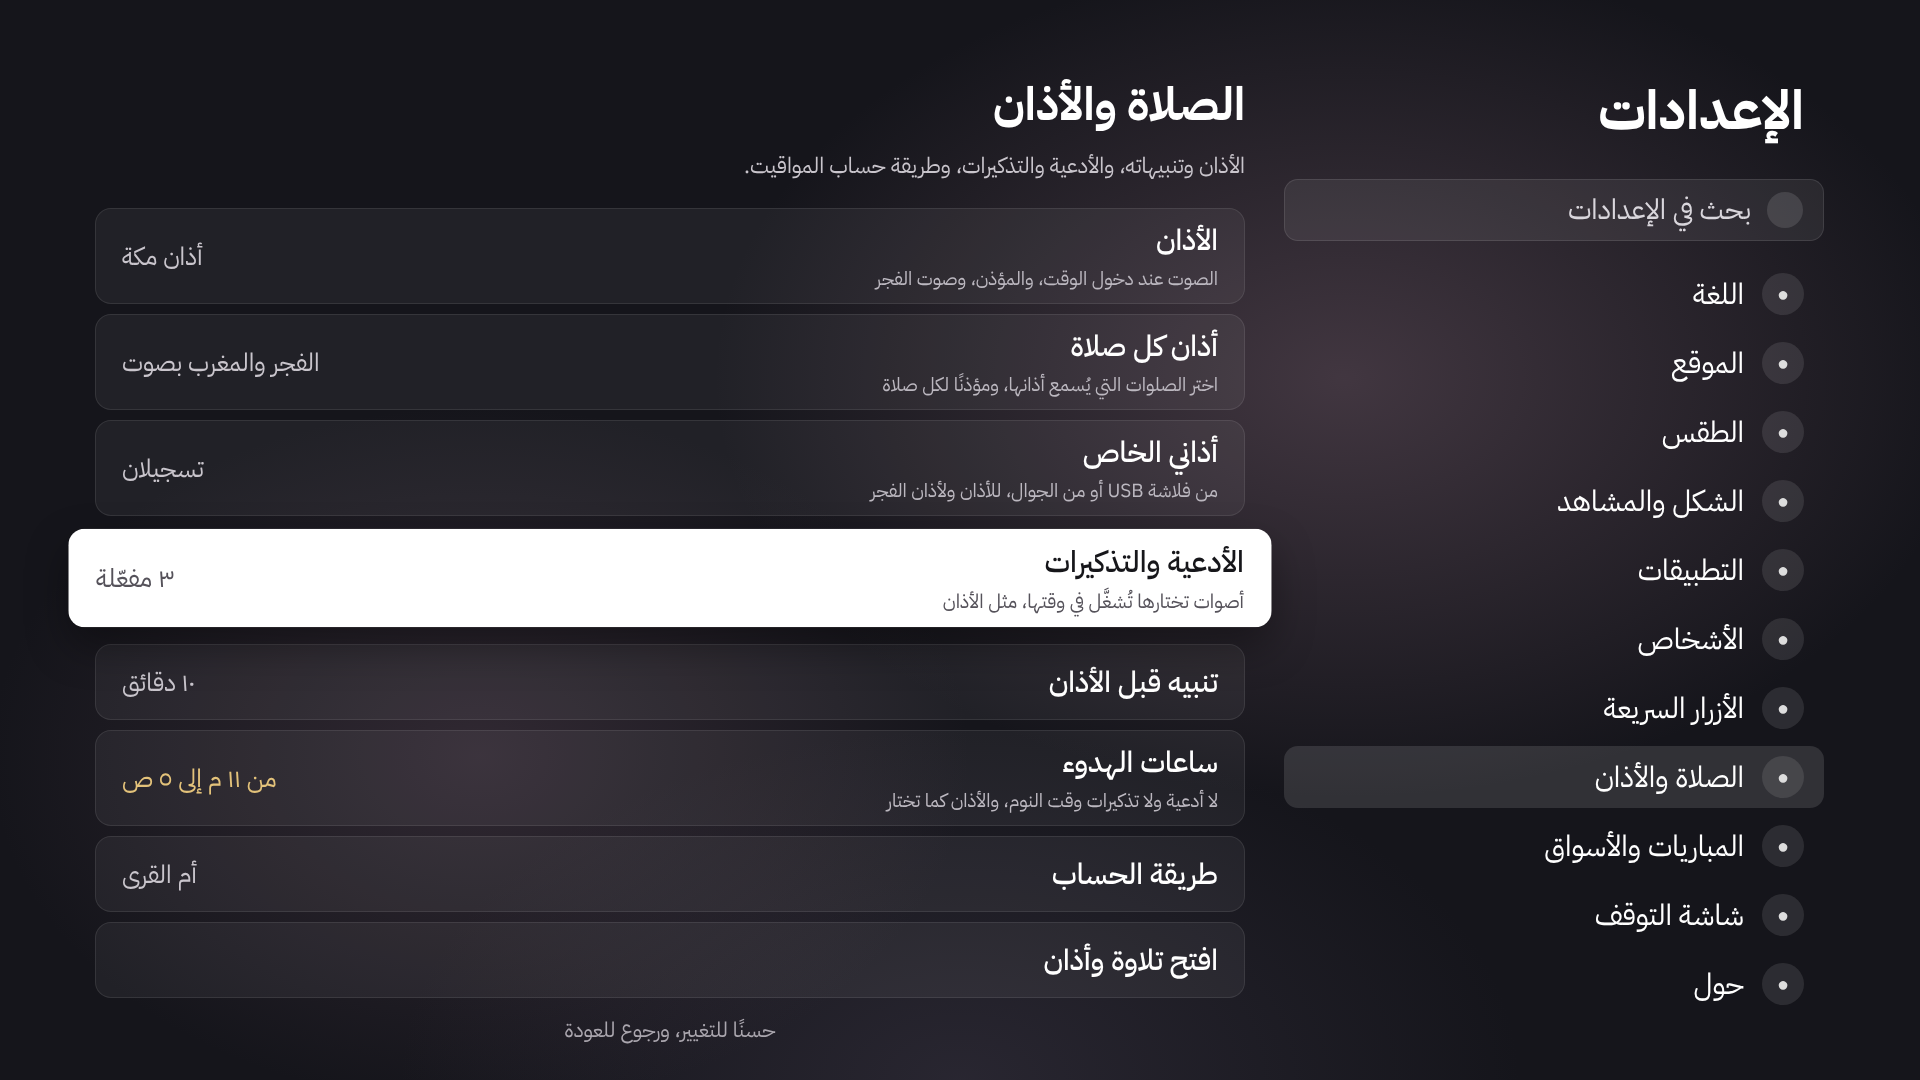 الإعدادات
بحث في الإعدادات
اللغة
الموقع
الطقس
الشكل والمشاهد
التطبيقات
الأشخاص
الأزرار السريعة
الصلاة والأذان
المباريات والأسواق
شاشة التوقف
حول
الصلاة والأذان
الأذان وتنبيهاته، والأدعية والتذكيرات، وطريقة حساب المواقيت.
الأذان
الصوت عند دخول الوقت، والمؤذن، وصوت الفجر
أذان مكة
أذان كل صلاة
اختر الصلوات التي يُسمع أذانها، ومؤذنًا لكل صلاة
الفجر والمغرب بصوت
أذاني الخاص
من فلاشة USB أو من الجوال، للأذان ولأذان الفجر
تسجيلان
الأدعية والتذكيرات
أصوات تختارها تُشغَّل في وقتها، مثل الأذان
٣ مفعّلة
تنبيه قبل الأذان
١٠ دقائق
ساعات الهدوء
لا أدعية ولا تذكيرات وقت النوم، والأذان كما تختار
من ١١ م إلى ٥ ص
طريقة الحساب
أم القرى
افتح تلاوة وأذان
حسنًا للتغيير، ورجوع للعودة